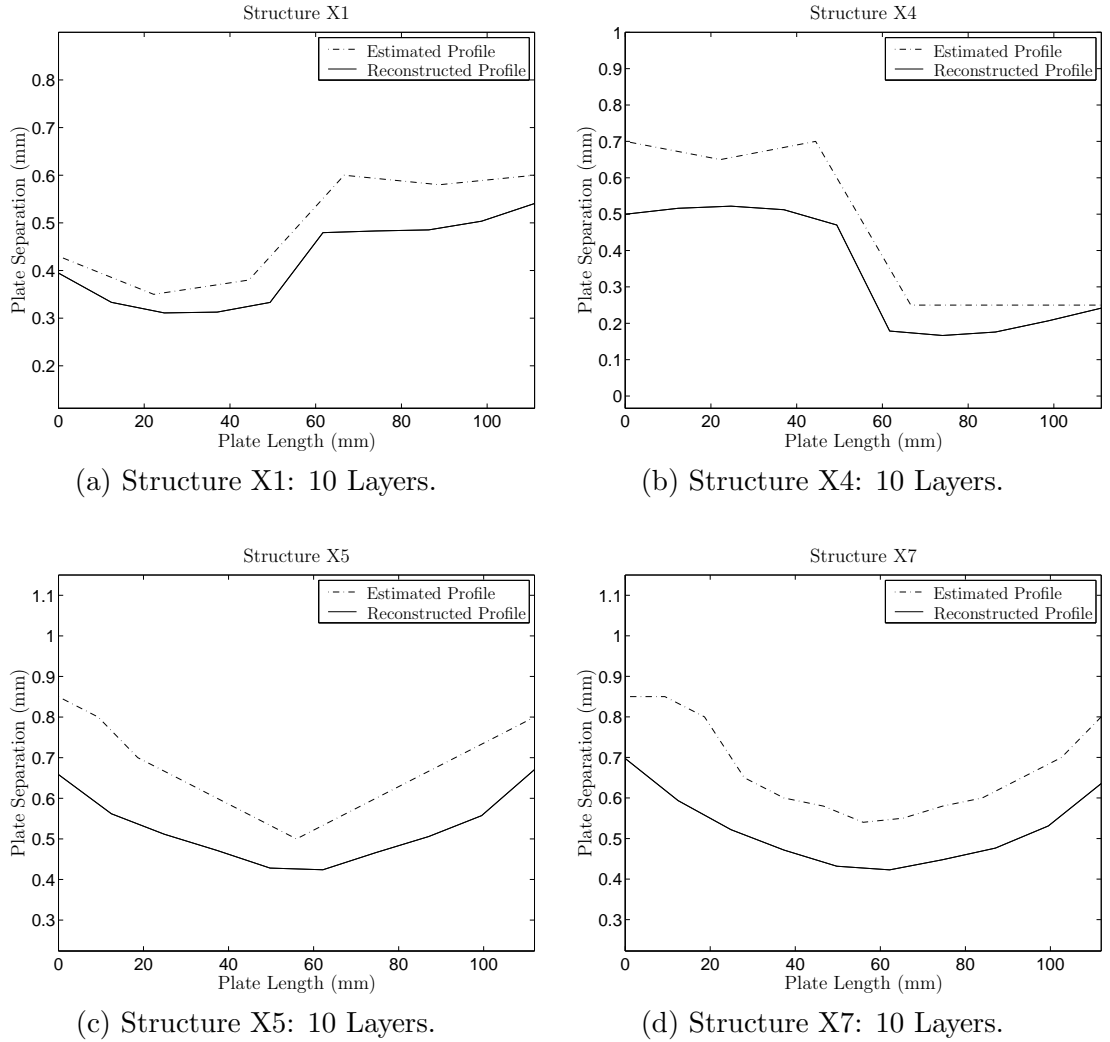 Structure X1
Estimated Profile
Reconstructed Profile
0.8
0.7
0.6
0.5
0.4
0.3
0.2
Plate Separation (mm)
0 20 40 60 80 100
Plate Length (mm)
(a) Structure X1: 10 Layers.
Structure X4
Estimated Profile
Reconstructed Profile
1
0.9
0.8
0.7
0.6
0.5
0.4
0.3
0.2
0.1
0
Plate Separation (mm)
0 20 40 60 80 100
Plate Length (mm)
(b) Structure X4: 10 Layers.
Structure X5
Estimated Profile
Reconstructed Profile
1.1
1
0.9
0.8
0.7
0.6
0.5
0.4
0.3
Plate Separation (mm)
0 20 40 60 80 100
Plate Length (mm)
(c) Structure X5: 10 Layers.
Structure X7
Estimated Profile
Reconstructed Profile
1.1
1
0.9
0.8
0.7
0.6
0.5
0.4
0.3
Plate Separation (mm)
0 20 40 60 80 100
Plate Length (mm)
(d) Structure X7: 10 Layers.